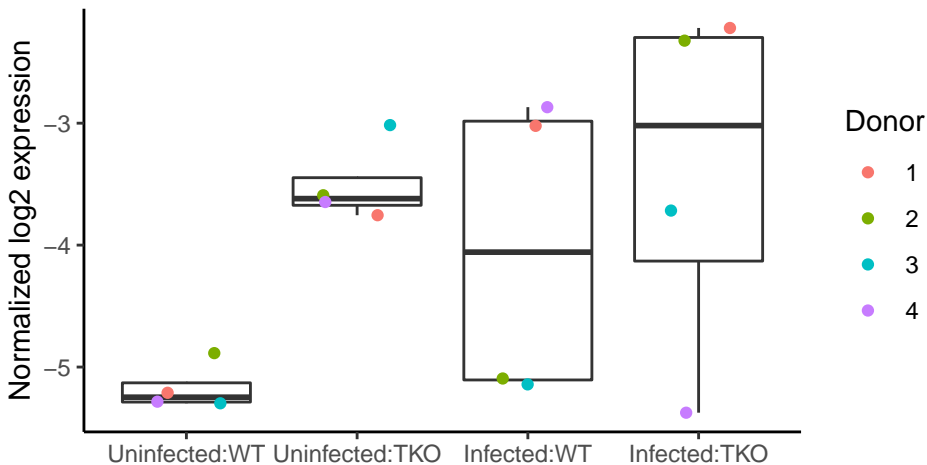 Normalized log2 expression
−3
−4
−5
Uninfected:WT Uninfected:TKO Infected:WT Infected:TKO
Donor
1
2
3
4